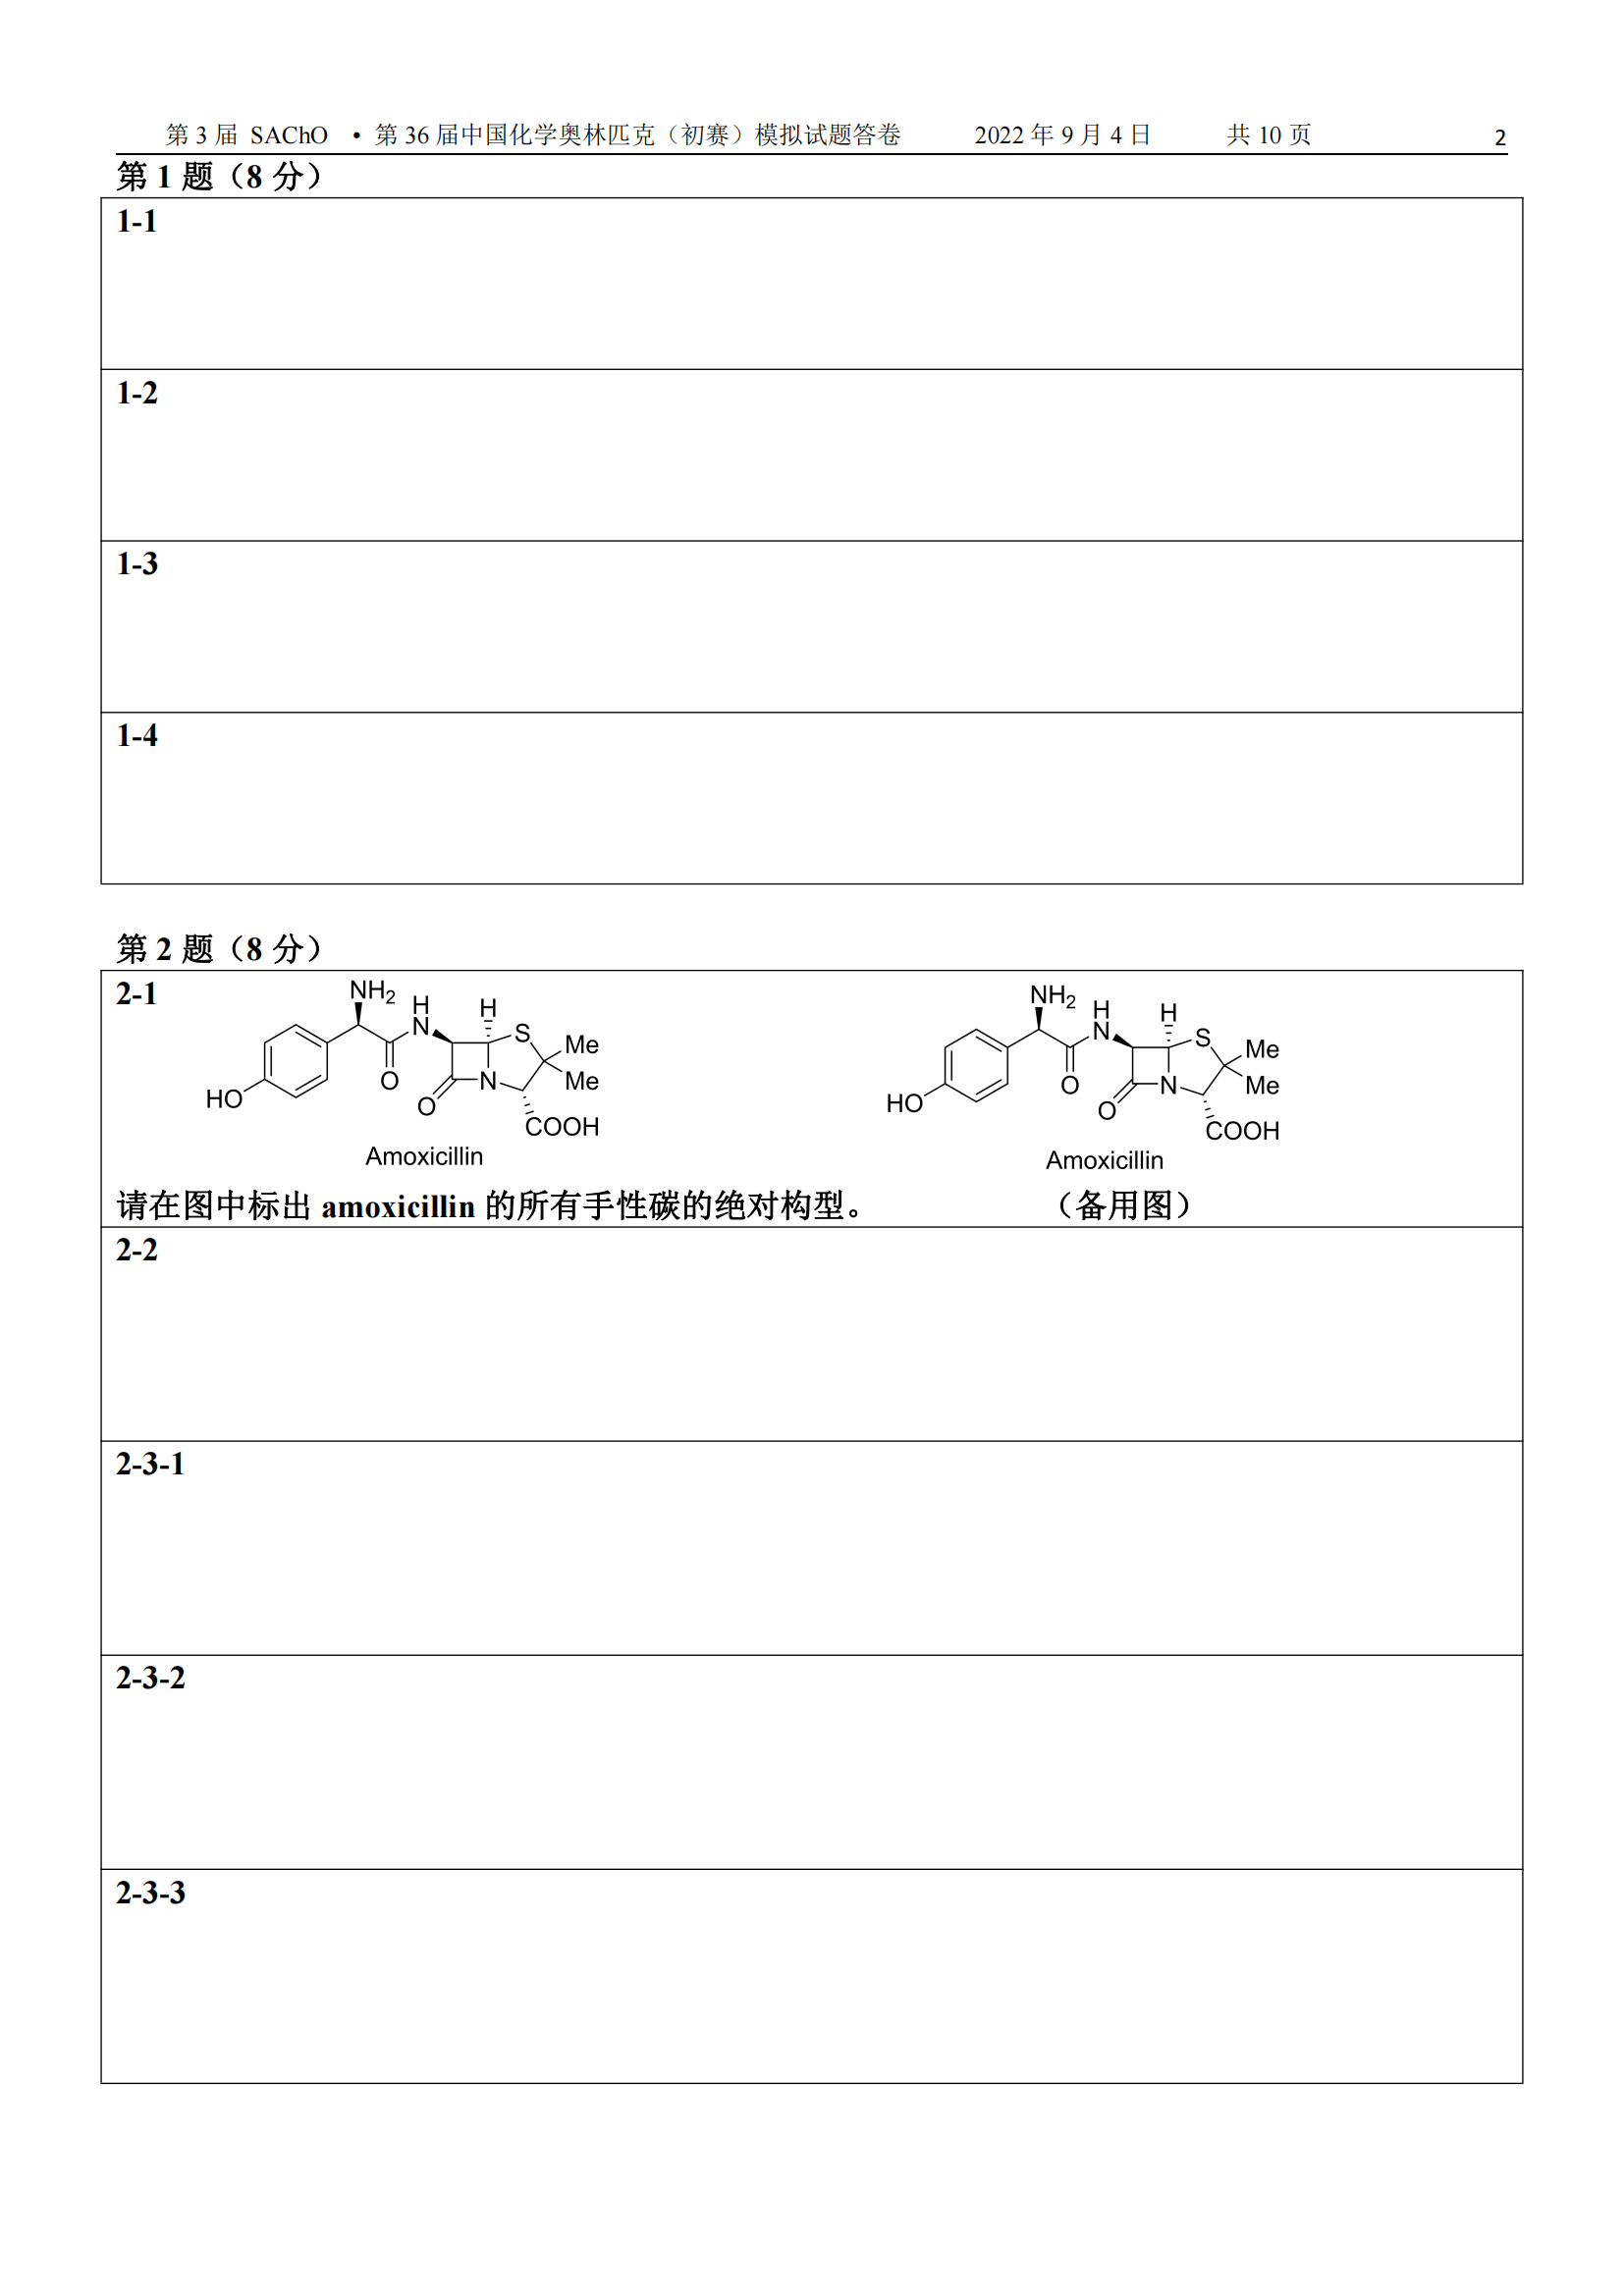 第 3 届 SAChO • 第 36 届中国化学奥林匹克（初赛）模拟试题答卷 2022 年 9 月 4 日 共 10 页 2
第 1 题（8 分）
1-1
1-2
1-3
1-4
第 2 题（8 分）
2-1
NH2 H N H S Me Me O N O HO COOH
Amoxicillin
NH2 H N H S Me Me O N O HO COOH
Amoxicillin
请在图中标出 amoxicillin 的所有手性碳的绝对构型。 （备用图）
2-2
2-3-1
2-3-2
2-3-3